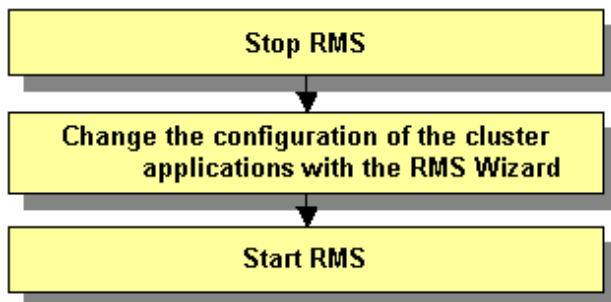 Stop RMS
Change the configuration of the cluster
applications with the RMS Wizard
Start RMS